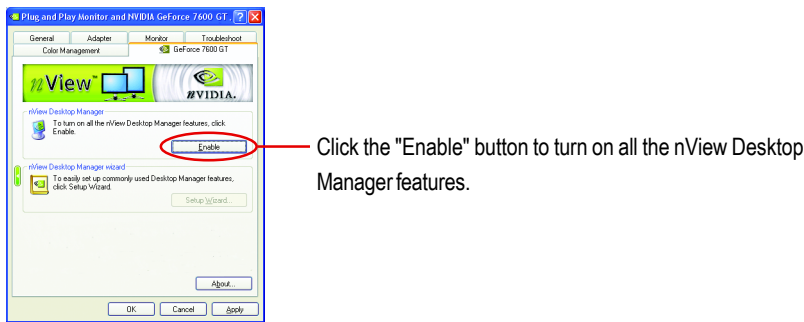 Plug and Play Monitor and NVIDIA GeForce 7600 GT ,
General Adapter Monitor Troubleshoot
Color Management GeForce 7600 GT
nView™ NVIDIA.
nView Desktop Manager
To turn on all the nView Desktop Manager features, click
Enable.
Enable
nView Desktop Manager wizard
To easily set up commonly used Desktop Manager features,
click Setup Wizard.
Setup Wizard...
About...
OK Cancel Apply
Click the "Enable" button to turn on all the nView Desktop
Manager features.